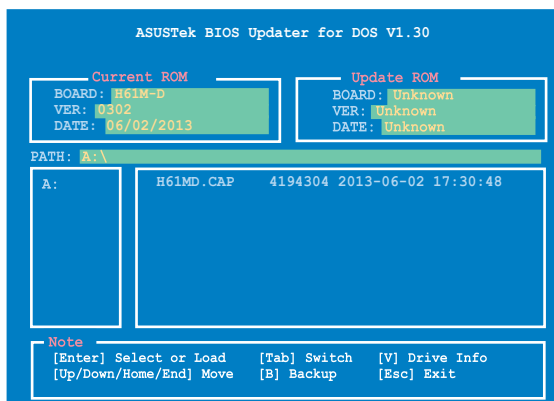 ASUSTek BIOS Updater for DOS V1.30
Current ROM
BOARD: H61M-D
VER: 0302
DATE: 06/02/2013
Update ROM
BOARD: Unknown
VER: Unknown
DATE: Unknown
PATH: A:\
A:
H61MD.CAP 4194304 2013-06-02 17:30:48
Note
[Enter] Select or Load [Tab] Switch [V] Drive Info
[Up/Down/Home/End] Move [B] Backup [Esc] Exit